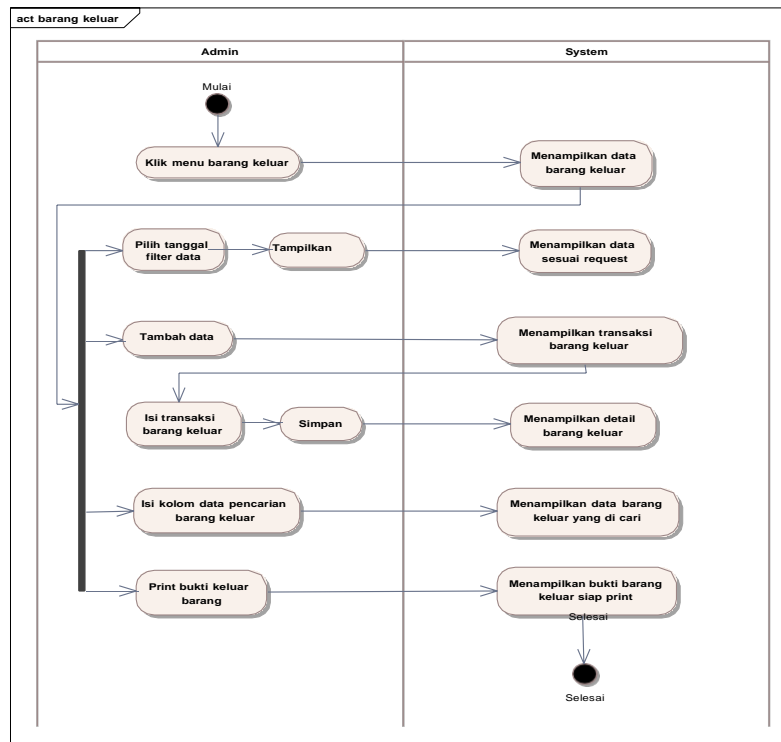 act barang keluar
Admin
System
Mulai
Klik menu barang keluar
Menampilkan data
barang keluar
Pilih tanggal
filter data
Tampilkan
Menampilkan data
sesuai request
Tambah data
Menampilkan transaksi
barang keluar
Isi transaksi
barang keluar
Simpan
Menampilkan detail
barang keluar
Isi kolom data pencarian
barang keluar
Menampilkan data barang
keluar yang di cari
Print bukti keluar
barang
Menampilkan bukti barang
keluar siap print
Selesai
Selesai